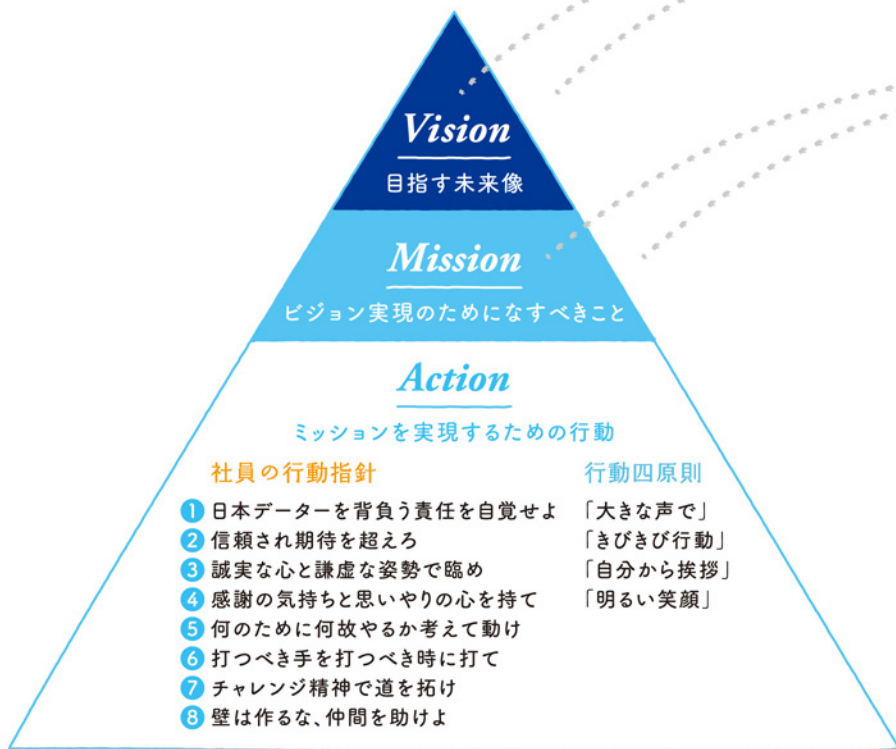 Vision
目指す未来像
Mission
ビジョン実現のためになすべきこと
Action
ミッションを実現するための行動
社員の行動指針
1 日本データーを背負う責任を自覚せよ
2 信頼され期待を超えろ
3 誠実な心と謙虚な姿勢で臨め
4 感謝の気持ちと思いやりの心を持て
5 何のために何故やるか考えて動け
6 打つべき手を打つべき時に打て
7 チャレンジ精神で道を拓け
8 壁は作るな、仲間を助けよ
行動四原則
「大きな声で」
「きびきび行動」
「自分から挨拶」
「明るい笑顔」